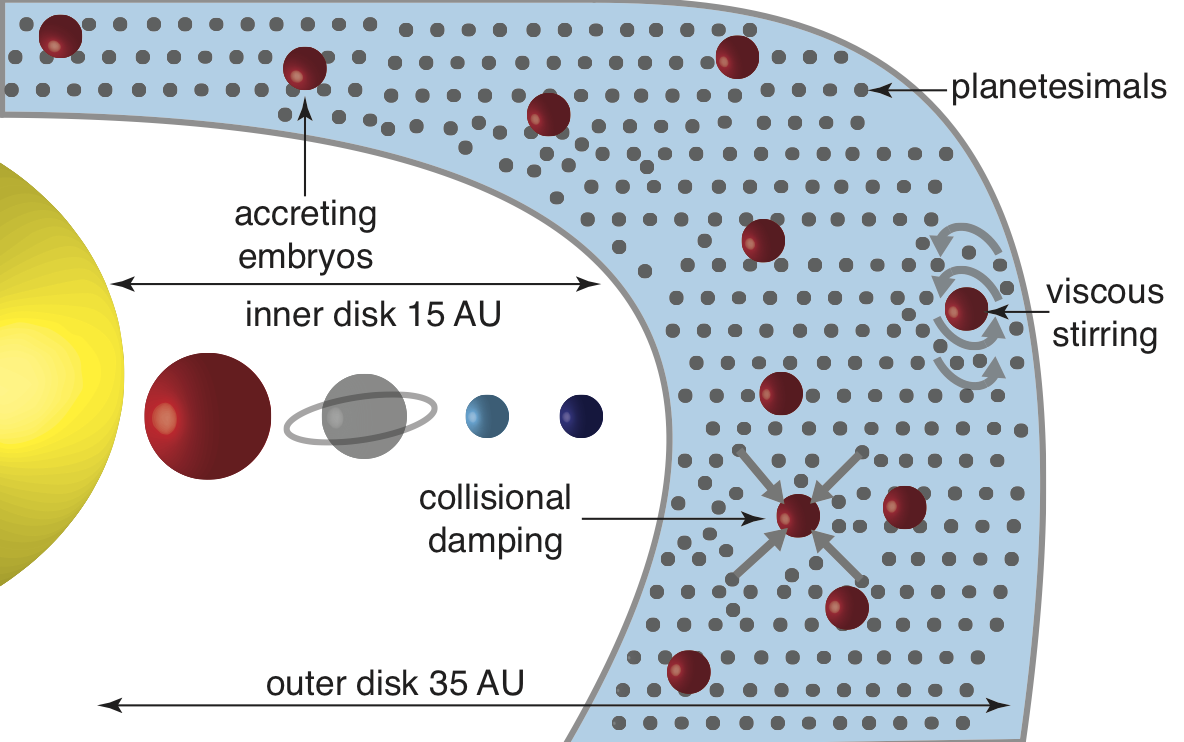 planetesimals
accreting
embryos
inner disk 15 AU
viscous
stirring
collisional
damping
outer disk 35 AU